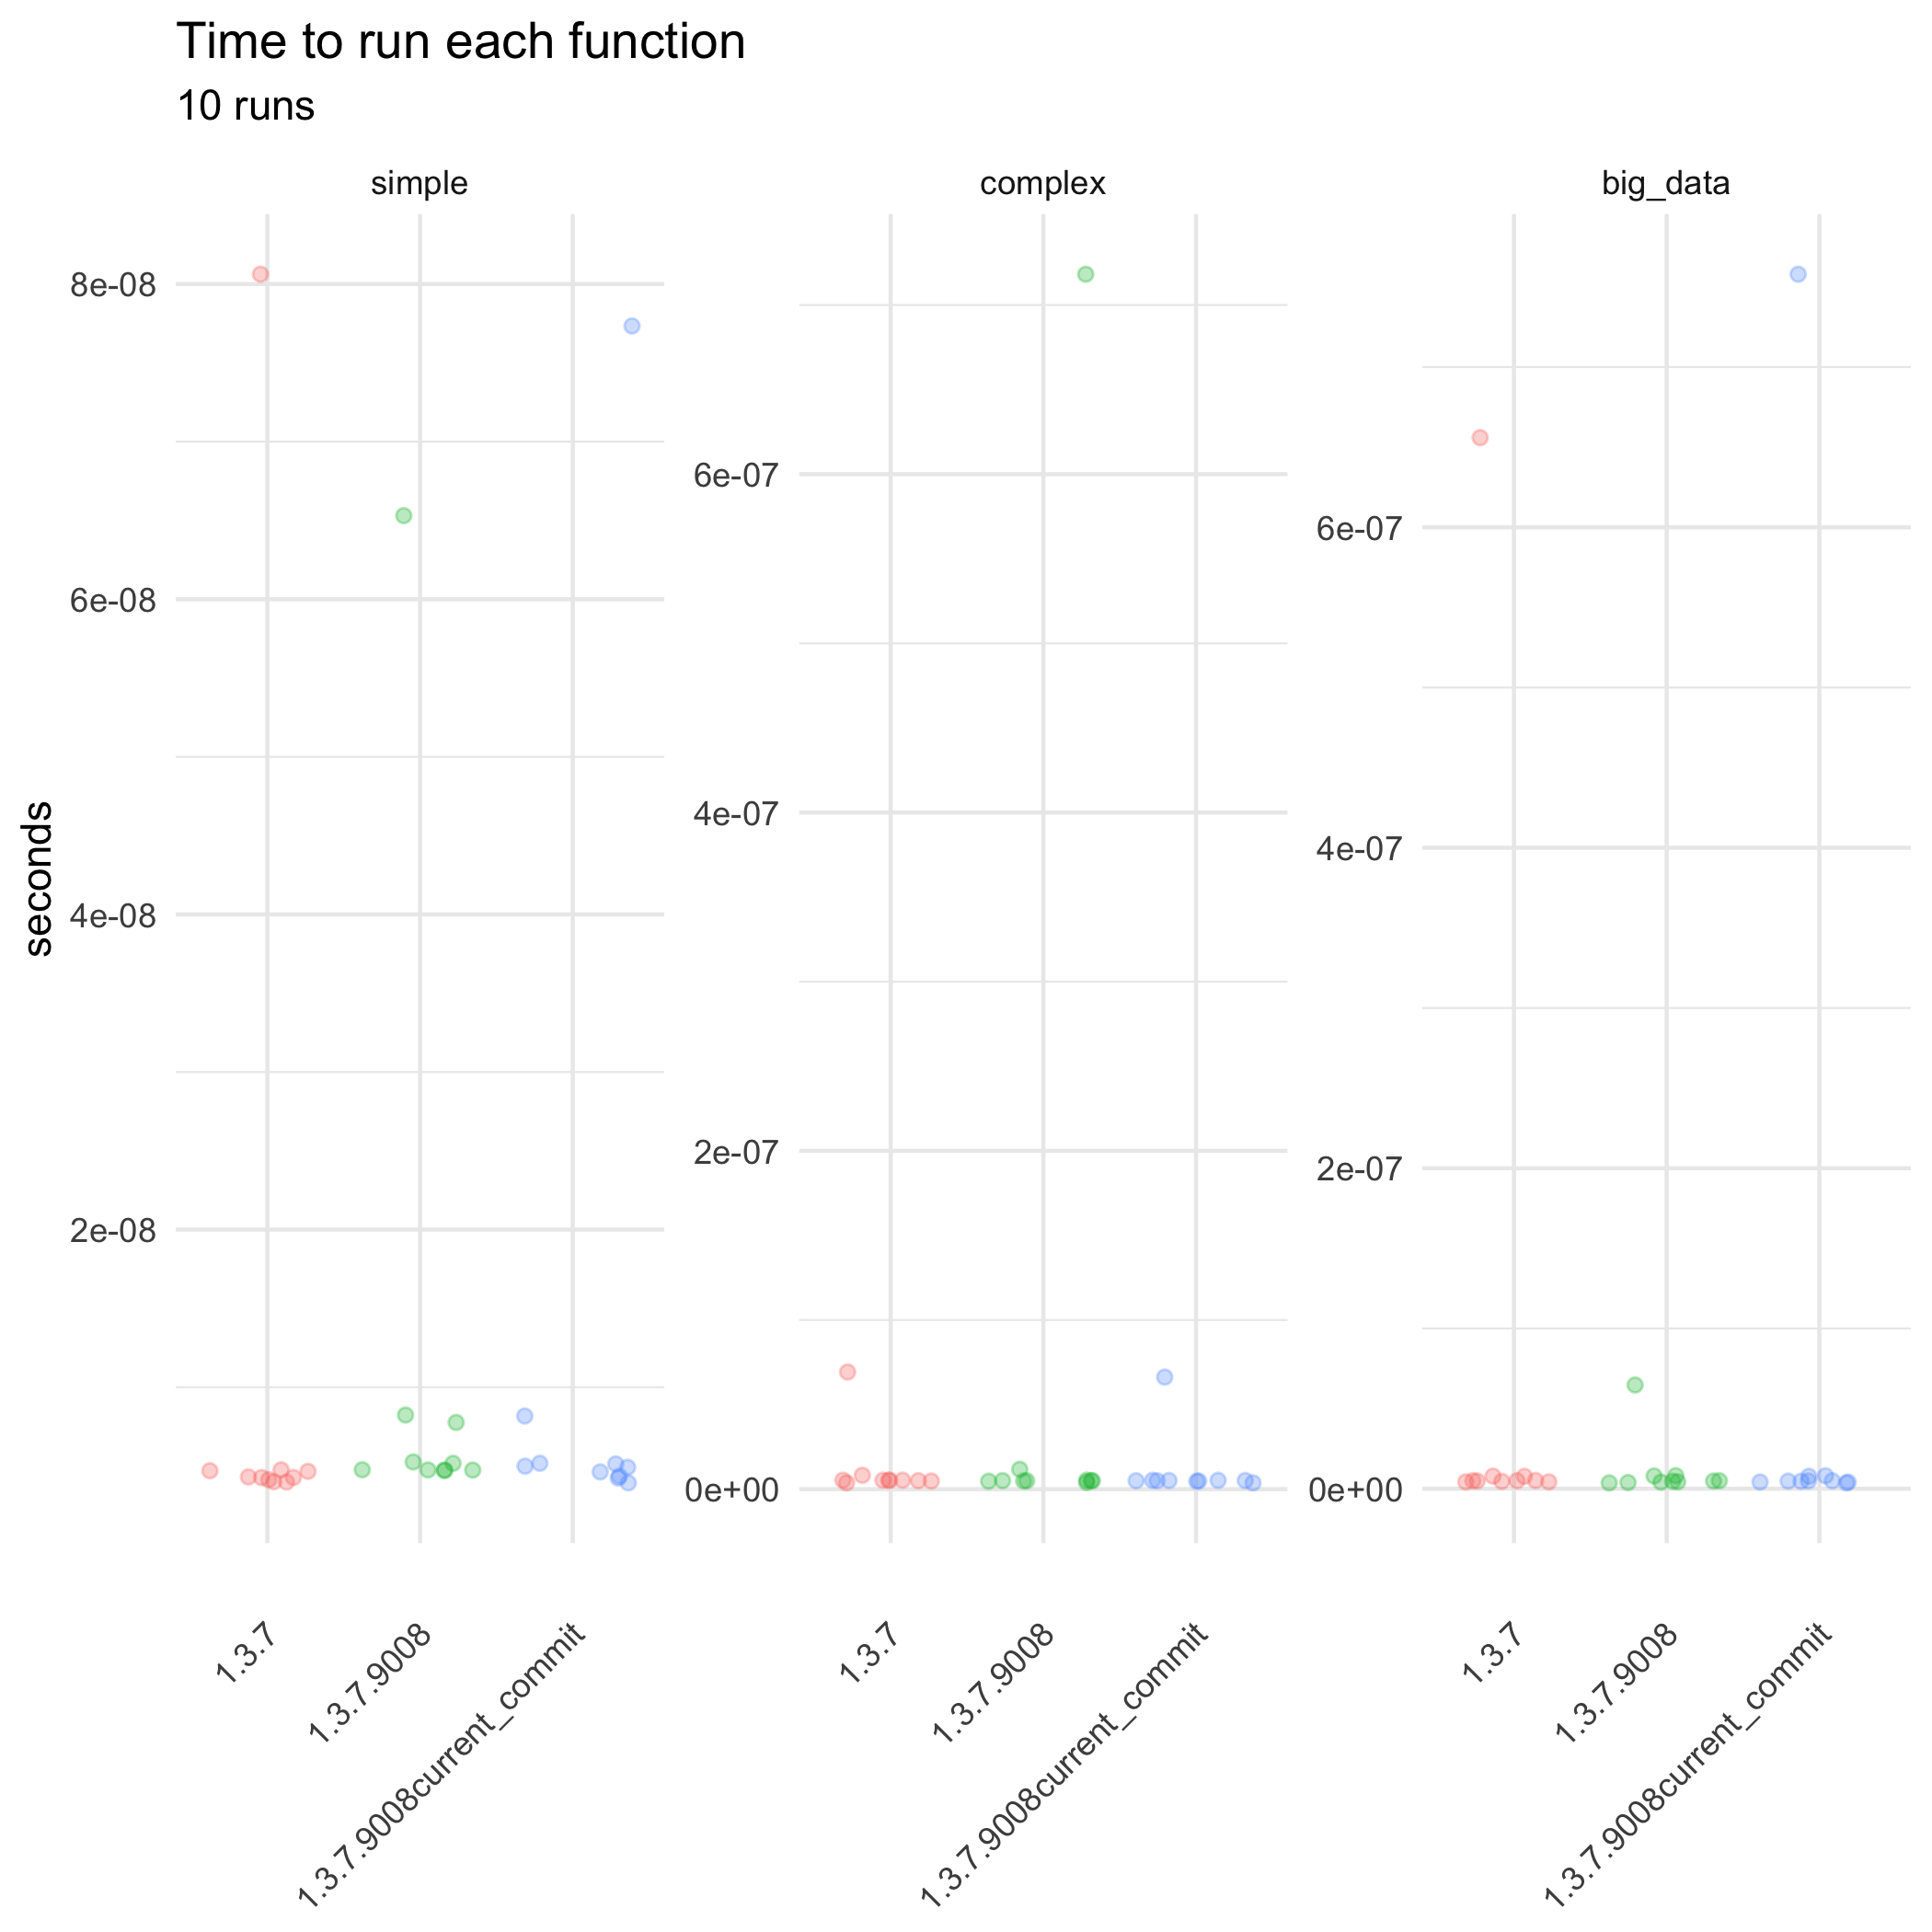 Time to run each function
10 runs
simple
complex
big_data
seconds
8e-08
6e-08
4e-08
2e-08
6e-07
4e-07
2e-07
0e+00
6e-07
4e-07
2e-07
0e+00
1.3.7
1.3.7.9008
1.3.7.9008current_commit
1.3.7
1.3.7.9008
1.3.7.9008current_commit
1.3.7
1.3.7.9008
1.3.7.9008current_commit